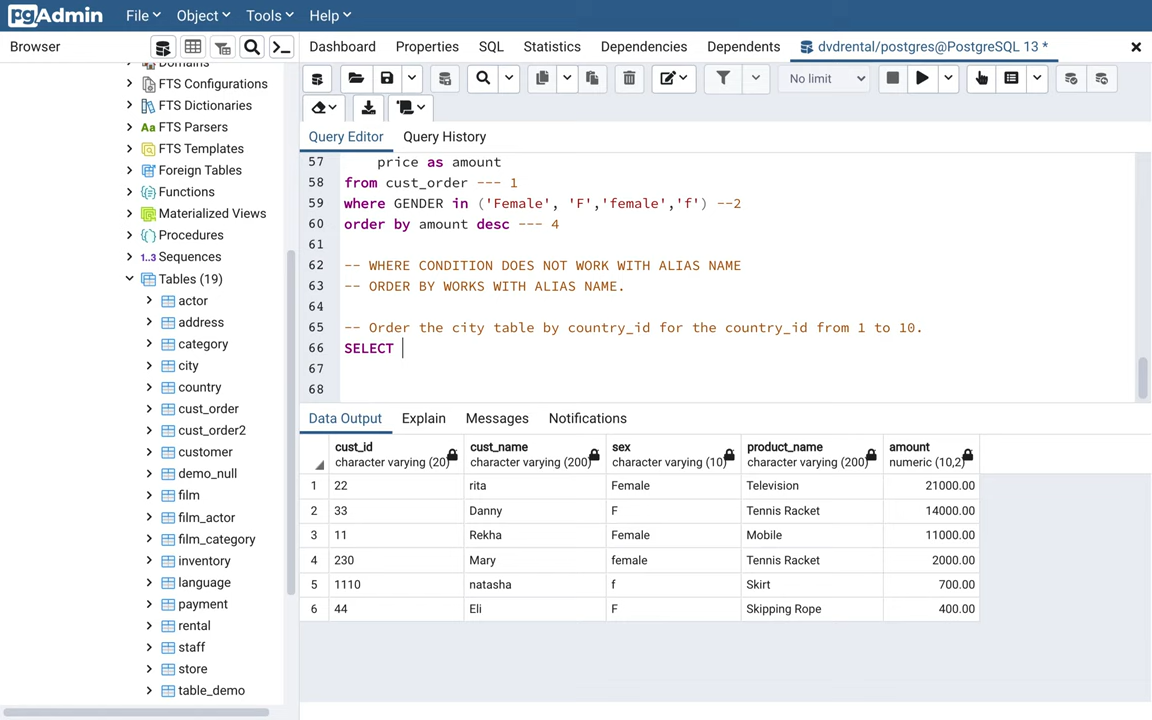 pgAdmin File Object Tools Help
Browser
Dashboard Properties SQL Statistics Dependencies Dependents dvdrental/postgres@PostgreSQL 13 *
No limit
Domains
FTS Configurations
FTS Dictionaries
Aa FTS Parsers
FTS Templates
Foreign Tables
Functions
Materialized Views
Procedures
1..3 Sequences
Tables (19)
actor
address
category
city
country
cust_order
cust_order2
customer
demo_null
film
film_actor
film_category
inventory
language
payment
rental
staff
store
table_demo
Query Editor Query History
57 price as amount
58 from cust_order --- 1
59 where GENDER in ('Female', 'F','female','f') --2
60 order by amount desc --- 4
61
62 -- WHERE CONDITION DOES NOT WORK WITH ALIAS NAME
63 -- ORDER BY WORKS WITH ALIAS NAME.
64
65 -- Order the city table by country_id for the country_id from 1 to 10.
66 SELECT
67
68
Data Output Explain Messages Notifications
cust_id cust_name sex product_name amount
character varying (20) character varying (200) character varying (10) character varying (200) numeric (10,2)
1 22 rita Female Television 21000.00
2 33 Danny F Tennis Racket 14000.00
3 11 Rekha Female Mobile 11000.00
4 230 Mary female Tennis Racket 2000.00
5 1110 natasha f Skirt 700.00
6 44 Eli F Skipping Rope 400.00